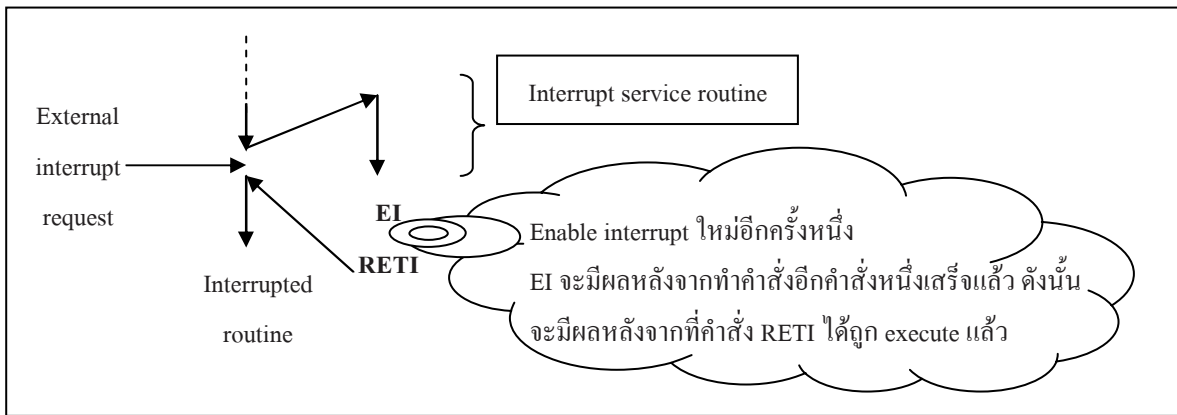 External
interrupt
request
Interrupt service routine
EI
RETI
Interrupted
routine
Enable interrupt ใหม่อีกครั้งหนึ่ง
EI จะมีผลหลังจากทำคำสั่งอีกคำสั่งหนึ่งเสร็จแล้ว ดังนั้น
จะมีผลหลังจากที่คำสั่ง RETI ได้ถูก execute แล้ว